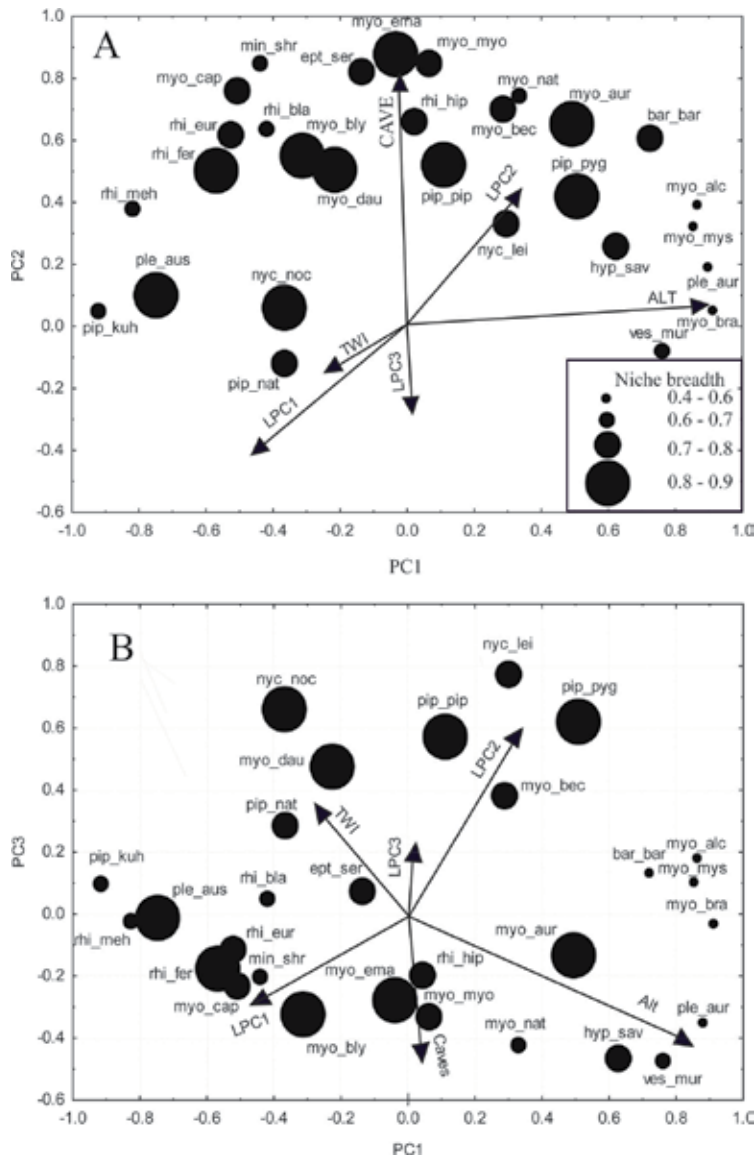 A
1.0
0.8
0.6
0.4
0.2
0.0
-0.2
-0.4
-0.6
PC2
myo_ema
min_shr
myo_myo
ept_ser
myo_cap
myo_nat
rhi_hip
myo_aur
rhi_bla
bar_bar
rhi_eur
myo_bly
myo_bec
CAVE
rhi_fer
pip_pyg
LPC2
myo_dau
pip_pip
myo_alc
rhi_meh
myo_mys
nyc_lei
hyp_sav
ple_aus
nyc_noc
ple_aur
ALT
pip_kuh
myo_bra
TWI
ves_mur
LPC3
pip_nat
LPC1
Niche breadth
0.4 - 0.6
0.6 - 0.7
0.7 - 0.8
0.8 - 0.9
-1.0 -0.8 -0.6 -0.4 -0.2 0.0 0.2 0.4 0.6 0.8 1.0
PC1
B
1.0
0.8
0.6
0.4
0.2
0.0
-0.2
-0.4
-0.6
PC3
nyc_lei
nyc_noc
pip_pip
pip_pyg
LPC2
myo_dau
myo_bec
pip_nat
TWI
LPC3
myo_alc
pip_kuh
bar_bar
myo_mys
ept_ser
rhi_bla
ple_aus
myo_bra
rhi_meh
rhi_eur
myo_aur
min_shr
rhi_hip
rhi_fer
myo_ema
myo_myo
Alt
myo_cap
LPC1
ple_aur
myo_nat
hyp_sav
myo_bly
Caves
ves_mur
-1.0 -0.8 -0.6 -0.4 -0.2 0.0 0.2 0.4 0.6 0.8 1.0
PC1